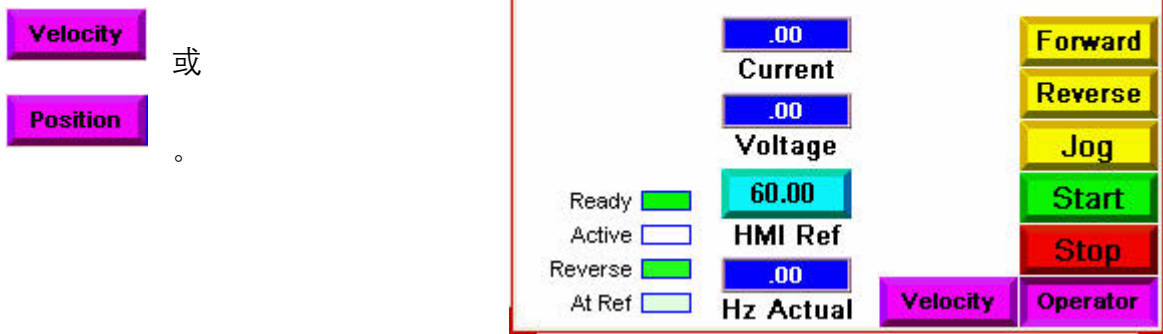 Velocity
或
Position
。
.00
Current
.00
Voltage
60.00
HMI Ref
.00
Hz Actual
Ready
Active
Reverse
At Ref
Forward
Reverse
Jog
Start
Stop
Velocity
Operator